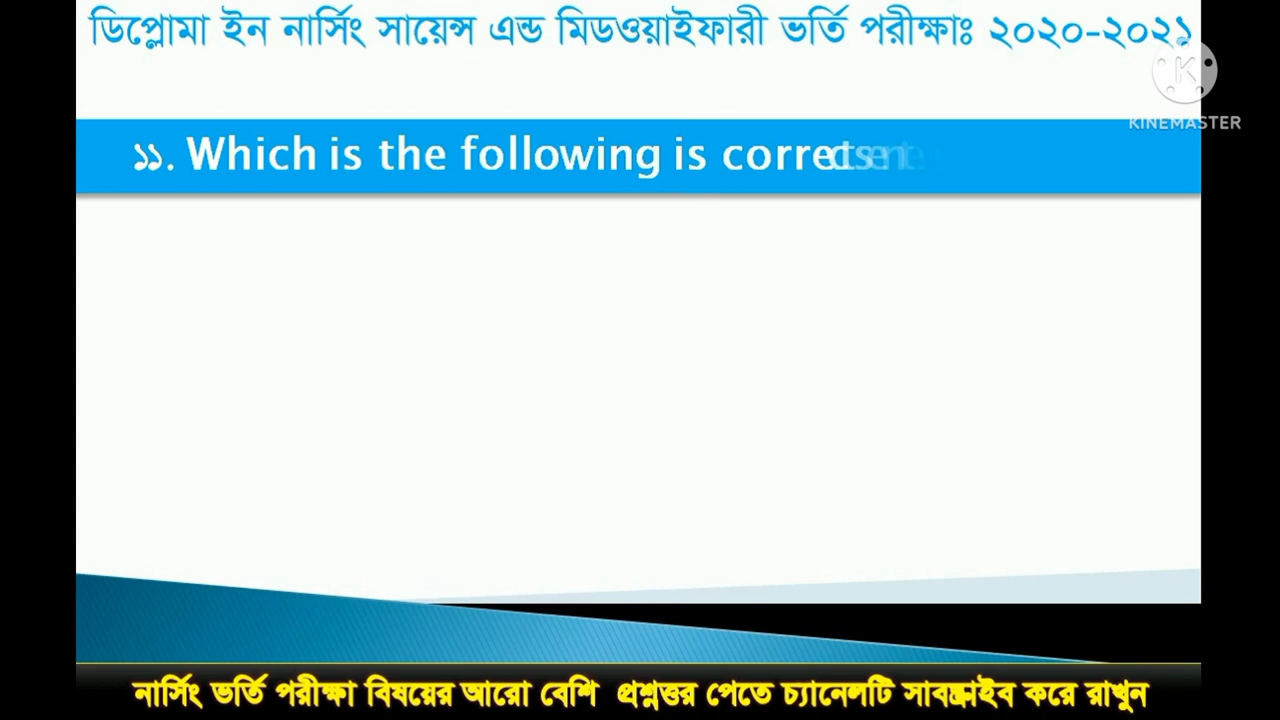 ডিপ্লোমা ইন নার্সিং সায়েন্স এন্ড মিডওয়াইফারী ভর্তি পরীক্ষাঃ ২০২০-২০২১
KINEMASTER
১১. Which is the following is correct
নার্সিং ভর্তি পরীক্ষা বিষয়ের আরো বেশি প্রশ্নত্তর পেতে চ্যানেলটি সাবস্ক্রাইব করে রাখুন